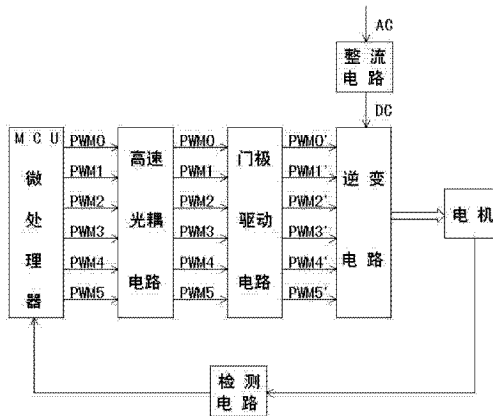 AC
整流
电路
DC
MCU
微
处
理
器
PWM0
PWM1
PWM2
PWM3
PWM4
PWM5
高速
光耦
电路
PWM0
PWM1
PWM2
PWM3
PWM4
PWM5
门极
驱动
电路
PWM0'
PWM1'
PWM2'
PWM3'
PWM4'
PWM5'
逆变
电路
电机
检测
电路